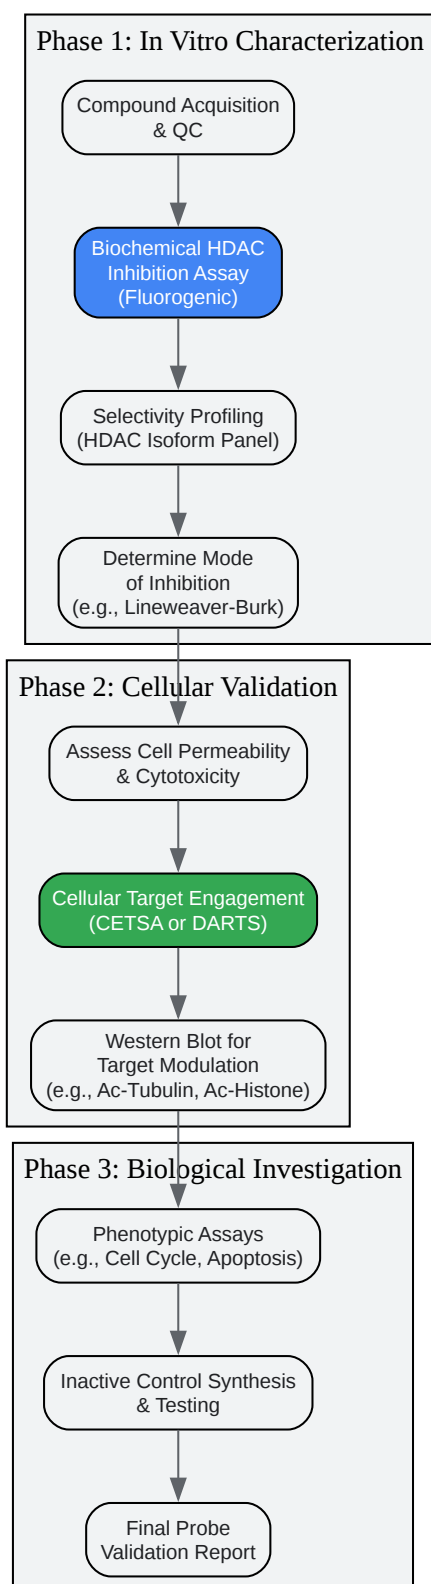 Phase 1: In Vitro Characterization
Compound Acquisition
& QC
Biochemical HDAC
Inhibition Assay
(Fluorogenic)
Selectivity Profiling
(HDAC Isoform Panel)
Determine Mode
of Inhibition
(e.g., Lineweaver-Burk)
Phase 2: Cellular Validation
Assess Cell Permeability
& Cytotoxicity
Cellular Target Engagement
(CETSA or DARTS)
Western Blot for
Target Modulation
(e.g., Ac-Tubulin, Ac-Histone)
Phase 3: Biological Investigation
Phenotypic Assays
(e.g., Cell Cycle, Apoptosis)
Inactive Control Synthesis
& Testing
Final Probe
Validation Report